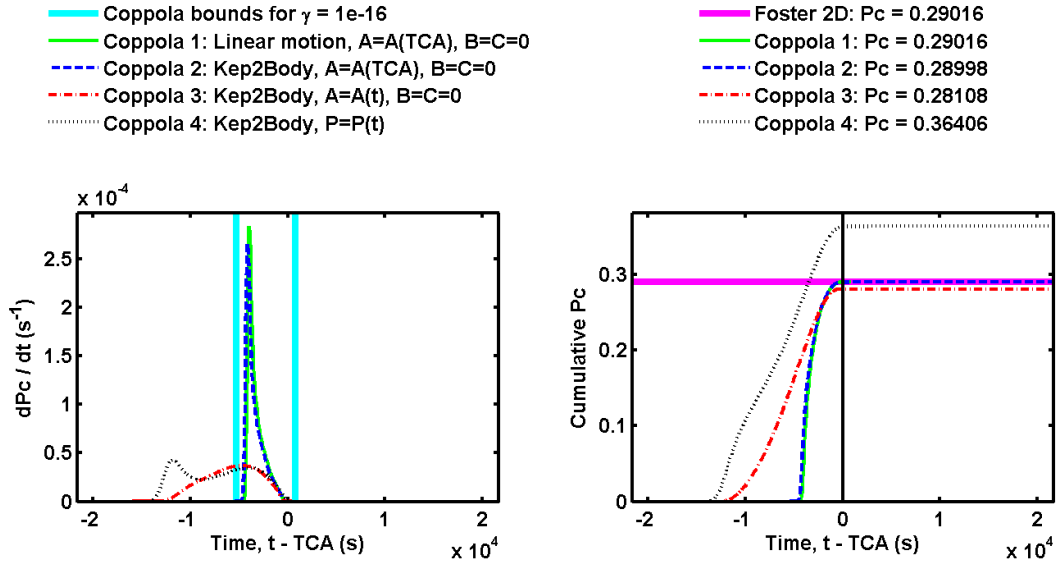 Coppola bounds for γ = 1e-16
Coppola 1: Linear motion, A=A(TCA), B=C=0
Coppola 2: Kep2Body, A=A(TCA), B=C=0
Coppola 3: Kep2Body, A=A(t), B=C=0
Coppola 4: Kep2Body, P=P(t)
Foster 2D: Pc = 0.29016
Coppola 1: Pc = 0.29016
Coppola 2: Pc = 0.28998
Coppola 3: Pc = 0.28108
Coppola 4: Pc = 0.36406
x 10⁻⁴
2.5
2
1.5
1
0.5
0
dPc / dt (s⁻¹)
−2 −1 0 1 2
Time, t - TCA (s)
x 10⁴
0.3
0.2
0.1
0
Cumulative Pc
−2 −1 0 1 2
Time, t - TCA (s)
x 10⁴